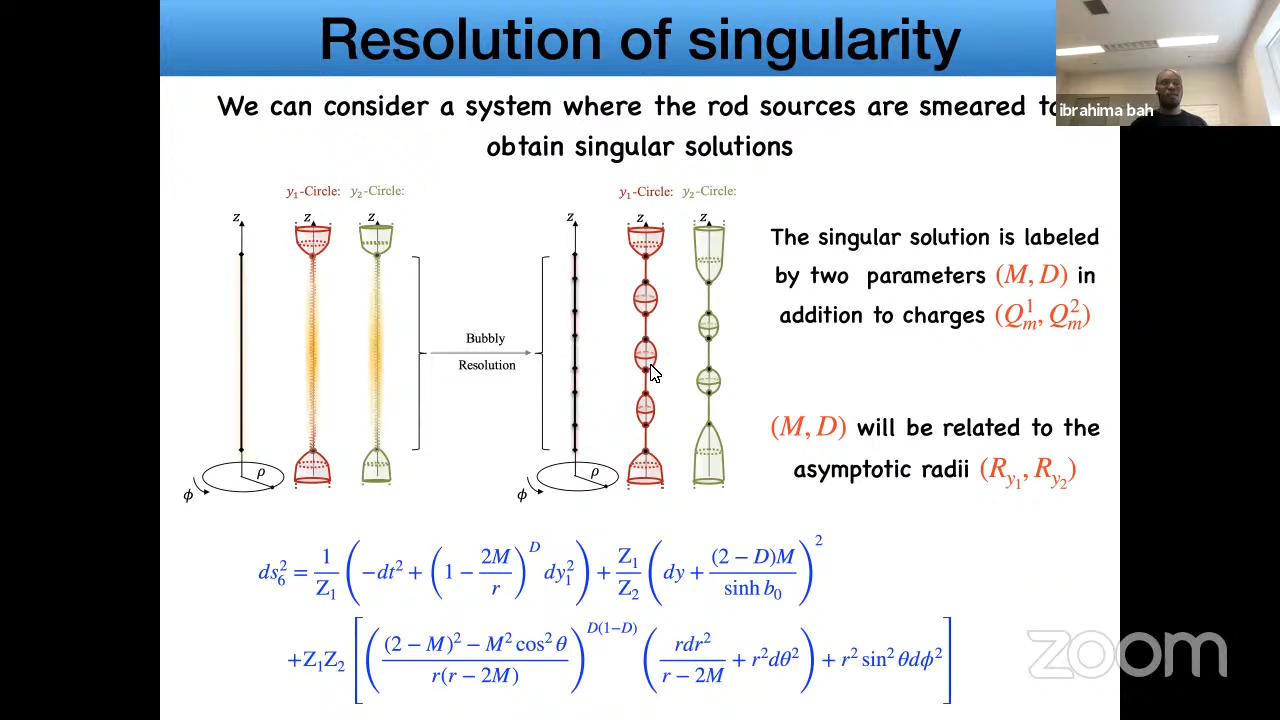 Resolution of singularity
ibrahima bah
We can consider a system where the rod sources are smeared to
obtain singular solutions
y₁-Circle: y₂-Circle:
z z z
ρ
ϕ
Bubbly
Resolution
y₁-Circle: y₂-Circle:
z z z
ρ
ϕ
The singular solution is labeled
by two parameters (M, D) in
addition to charges (Q_m^1, Q_m^2)
(M, D) will be related to the
asymptotic radii (R_{y_1}, R_{y_2})
ds_6^2 = \frac{1}{Z_1} \left( -dt^2 + \left( 1 - \frac{2M}{r} \right)^D dy_1^2 \right) + \frac{Z_1}{Z_2} \left( dy + \frac{(2 - D)M}{\sinh b_0} \right)^2
+Z_1 Z_2 \left[ \left( \frac{(2 - M)^2 - M^2 \cos^2 θ}{r(r - 2M)} \right)^{D(1-D)} \left( \frac{rdr^2}{r - 2M} + r^2 dθ^2 \right) + r^2 \sin^2 θdϕ^2 \right]
zoom